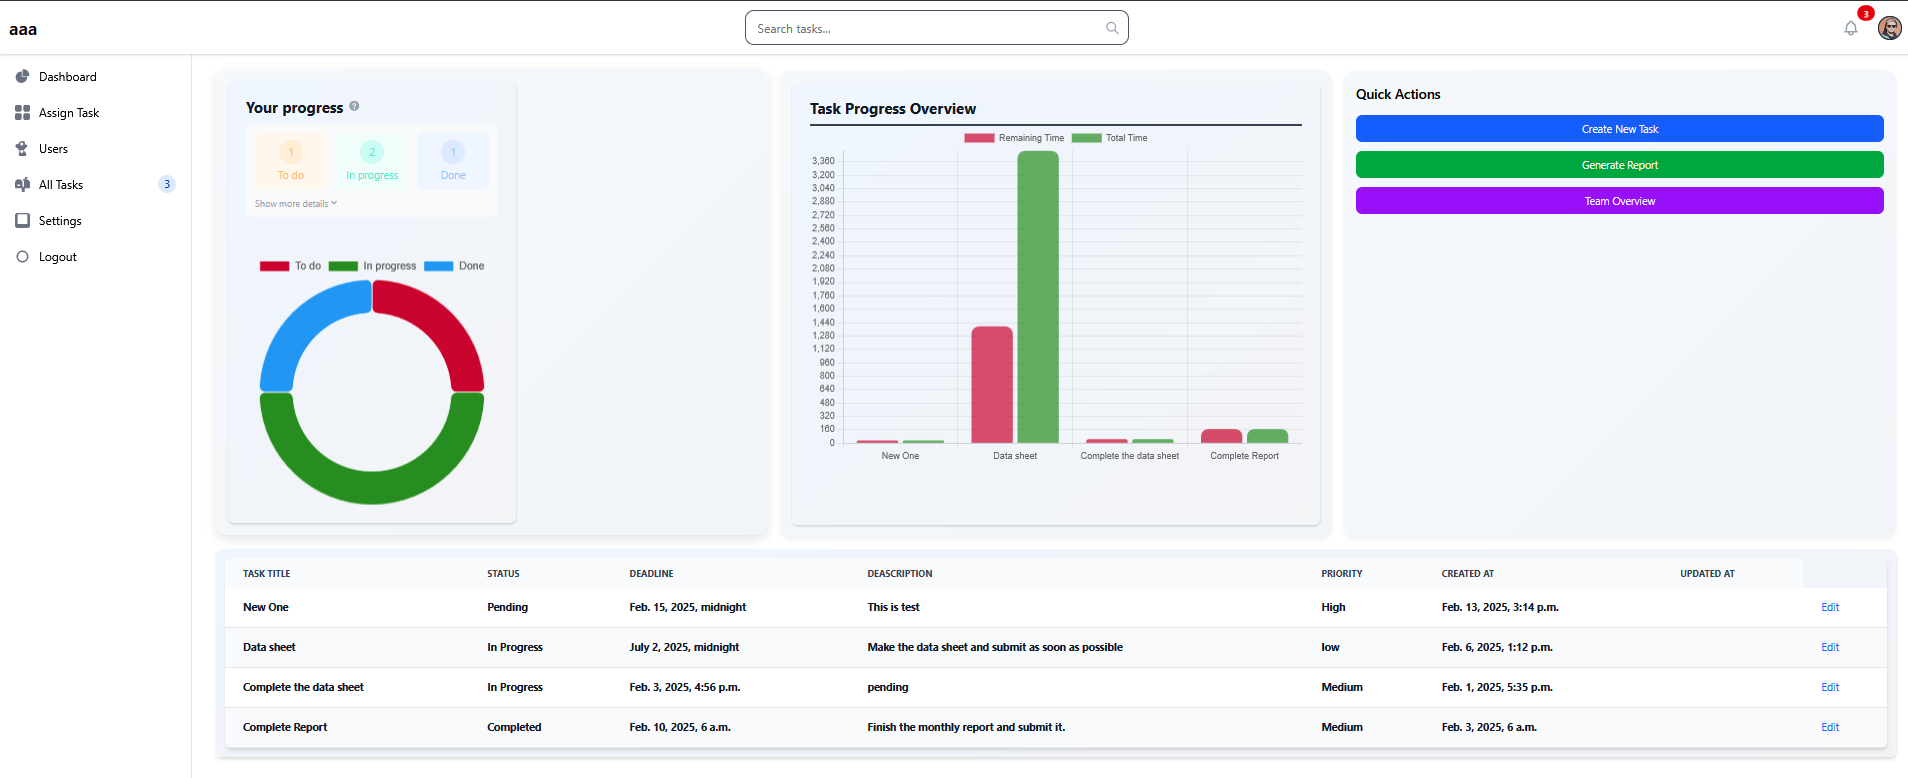 aaa
Search tasks...
3
Dashboard
Assign Task
Users
All Tasks 3
Settings
Logout
Your progress ?
1 2 1
To do In progress Done
Show more details
To do In progress Done
Task Progress Overview
Remaining Time Total Time
3,360
3,200
3,040
2,880
2,720
2,560
2,400
2,240
2,080
1,920
1,760
1,600
1,440
1,280
1,120
960
800
640
480
320
160
0
New One Data sheet Complete the data sheet Complete Report
Quick Actions
Create New Task
Generate Report
Team Overview
TASK TITLE STATUS DEADLINE DEASCRIPTION PRIORITY CREATED AT UPDATED AT
New One Pending Feb. 15, 2025, midnight This is test High Feb. 13, 2025, 3:14 p.m. Edit
Data sheet In Progress July 2, 2025, midnight Make the data sheet and submit as soon as possible low Feb. 6, 2025, 1:12 p.m. Edit
Complete the data sheet In Progress Feb. 3, 2025, 4:56 p.m. pending Medium Feb. 1, 2025, 5:35 p.m. Edit
Complete Report Completed Feb. 10, 2025, 6 a.m. Finish the monthly report and submit it. Medium Feb. 3, 2025, 6 a.m. Edit